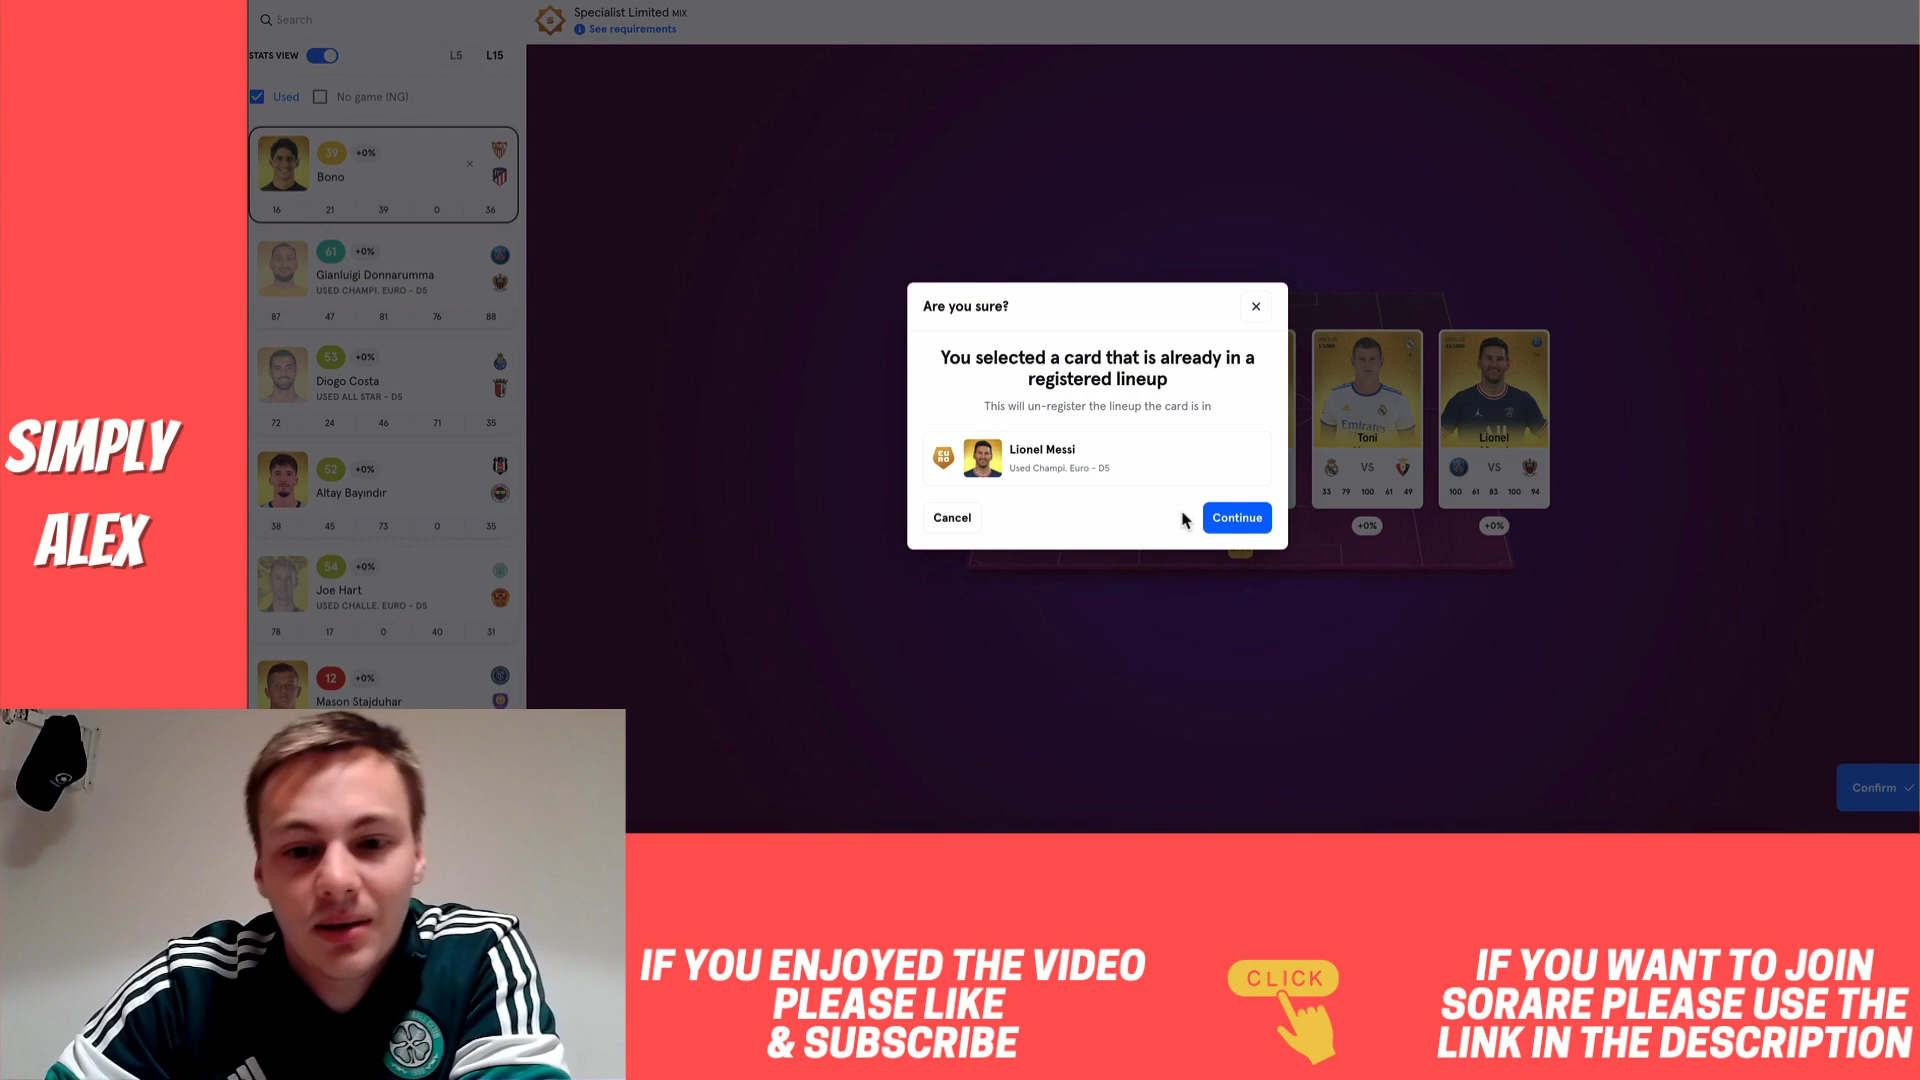 Search
STATS VIEW
L5 L15
Used No game (NG)
39 +0%
Bono
16 21 39 0 36
61 +0%
Gianluigi Donnarumma
USED CHAMPI. EURO - D5
87 47 81 76 88
53 +0%
Diogo Costa
USED ALL STAR - D5
72 24 46 71 35
52 +0%
Altay Bayındır
38 45 73 0 35
54 +0%
Joe Hart
USED CHALLE. EURO - D5
78 17 0 40 31
12 +0%
Mason Stajduhar
S
Specialist Limited MIX
See requirements
Are you sure?
You selected a card that is already in a
registered lineup
This will un-register the lineup the card is in
EU
RO
Lionel Messi
Used Champi. Euro - D5
Cancel
Continue
Emirates
Toni
VS
33 79 100 61 49
+0%
Lionel
Messi
VS
100 61 83 100 94
+0%
Confirm
SIMPLY
ALEX
IF YOU ENJOYED THE VIDEO
PLEASE LIKE
& SUBSCRIBE
CLICK
IF YOU WANT TO JOIN
SORARE PLEASE USE THE
LINK IN THE DESCRIPTION